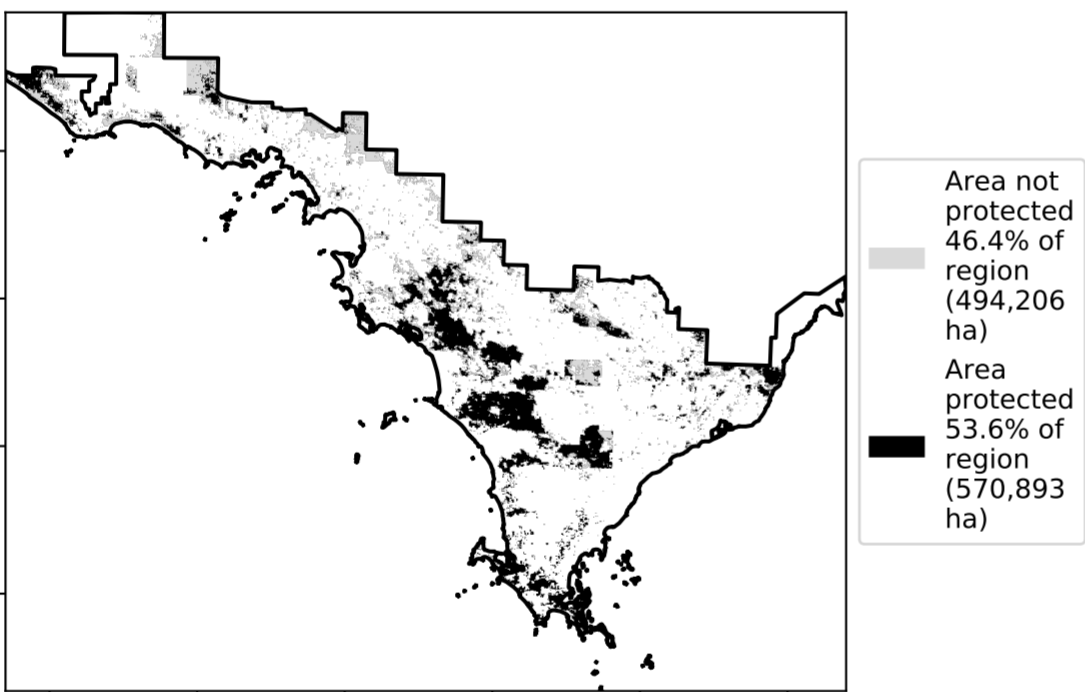 Area not
protected
46.4% of
region
(494,206
ha)
Area
protected
53.6% of
region
(570,893
ha)